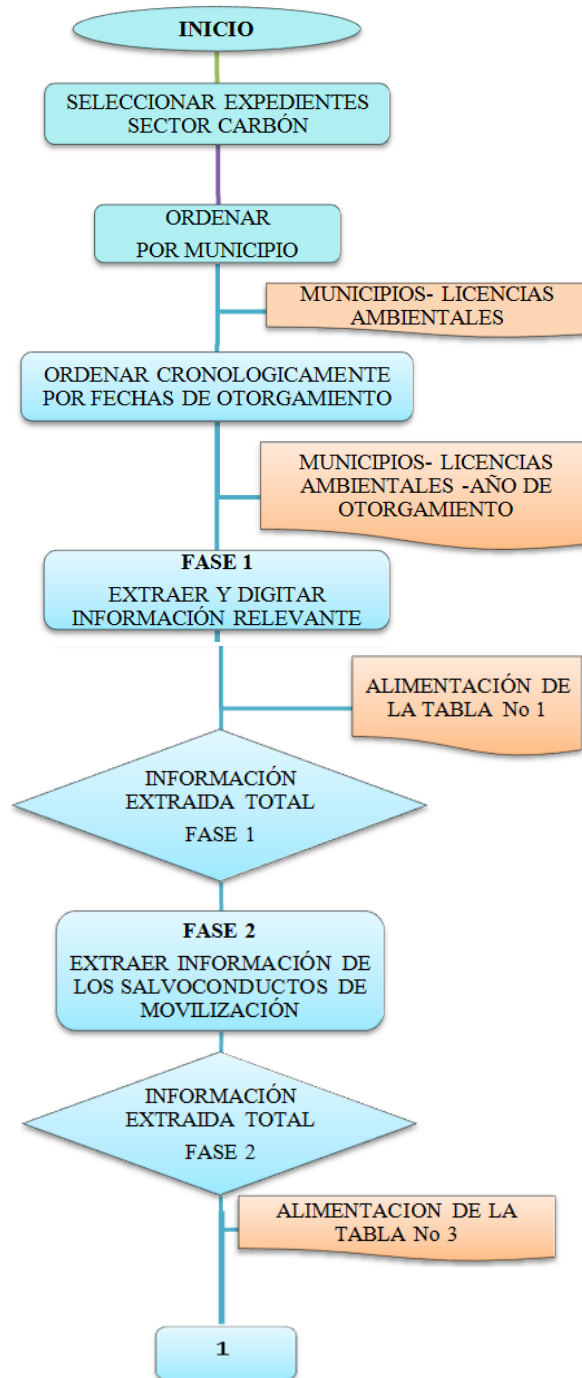 INICIO
SELECCIONAR EXPEDIENTES
SECTOR CARBÓN
ORDENAR
POR MUNICIPIO
MUNICIPIOS- LICENCIAS
AMBIENTALES
ORDENAR CRONOLOGICAMENTE
POR FECHAS DE OTORGAMIENTO
MUNICIPIOS- LICENCIAS
AMBIENTALES -AÑO DE
OTORGAMIENTO
FASE 1
EXTRAER Y DIGITAR
INFORMACIÓN RELEVANTE
ALIMENTACIÓN DE
LA TABLA No 1
INFORMACIÓN
EXTRAIDA TOTAL
FASE 1
FASE 2
EXTRAER INFORMACIÓN DE
LOS SALVOCONDUCTOS DE
MOVILIZACIÓN
INFORMACIÓN
EXTRAIDA TOTAL
FASE 2
ALIMENTACION DE LA
TABLA No 3
1